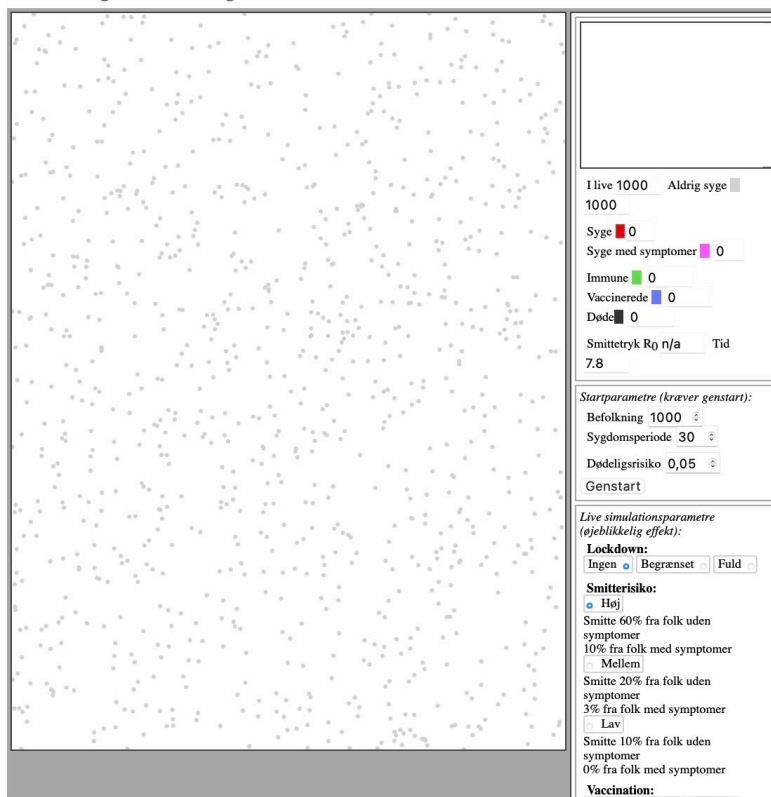 I live 1000 Aldrig syge
1000
Syge 0
Syge med symptomer 0
Immune 0
Vaccinerede 0
Døde 0
Smittetryk R0 n/a Tid
7.8
Startparametre (kræver genstart):
Befolkning 1000
Sygdomsperiode 30
Dødeligsrisiko 0,05
Genstart
Live simulationsparametre
(øjeblikkelig effekt):
Lockdown:
Ingen Begrænset Fuld
Smitterisiko:
Høj
Smitte 60% fra folk uden
symptomer
10% fra folk med symptomer
Mellem
Smitte 20% fra folk uden
symptomer
3% fra folk med symptomer
Lav
Smitte 10% fra folk uden
symptomer
0% fra folk med symptomer
Vaccination: